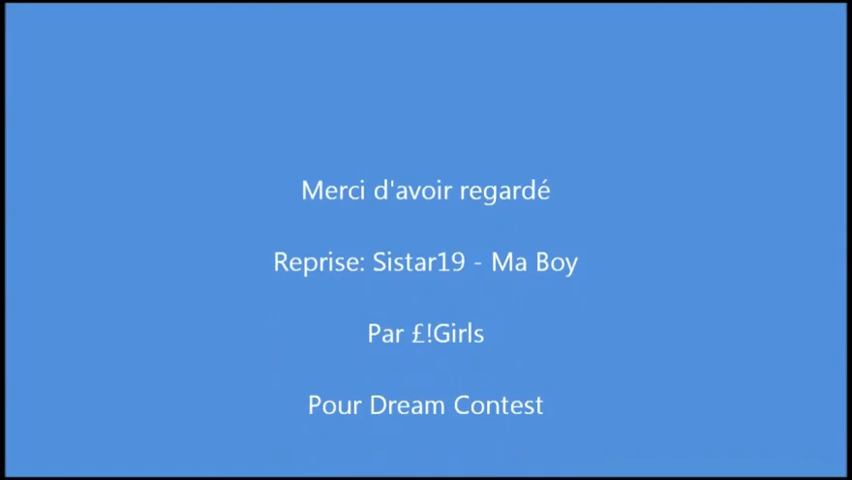 Merci d'avoir regardé
Reprise: Sistar19 - Ma Boy
Par £!Girls
Pour Dream Contest